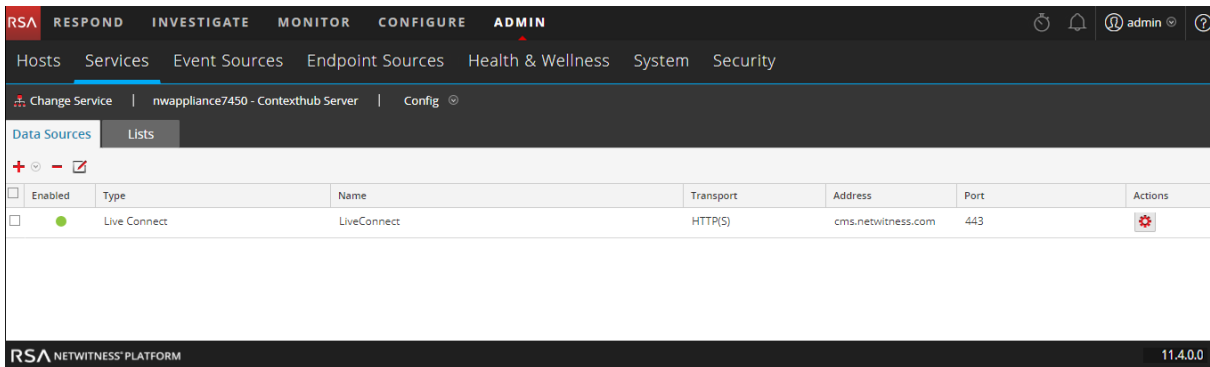 RSA RESPOND INVESTIGATE MONITOR CONFIGURE ADMIN admin ?
Hosts Services Event Sources Endpoint Sources Health & Wellness System Security
Change Service | nwappliance7450 - Contexthub Server | Config
Data Sources Lists
Enabled Type Name Transport Address Port Actions
Live Connect LiveConnect HTTP(S) cms.netwitness.com 443
RSA NETWITNESS® PLATFORM 11.4.0.0